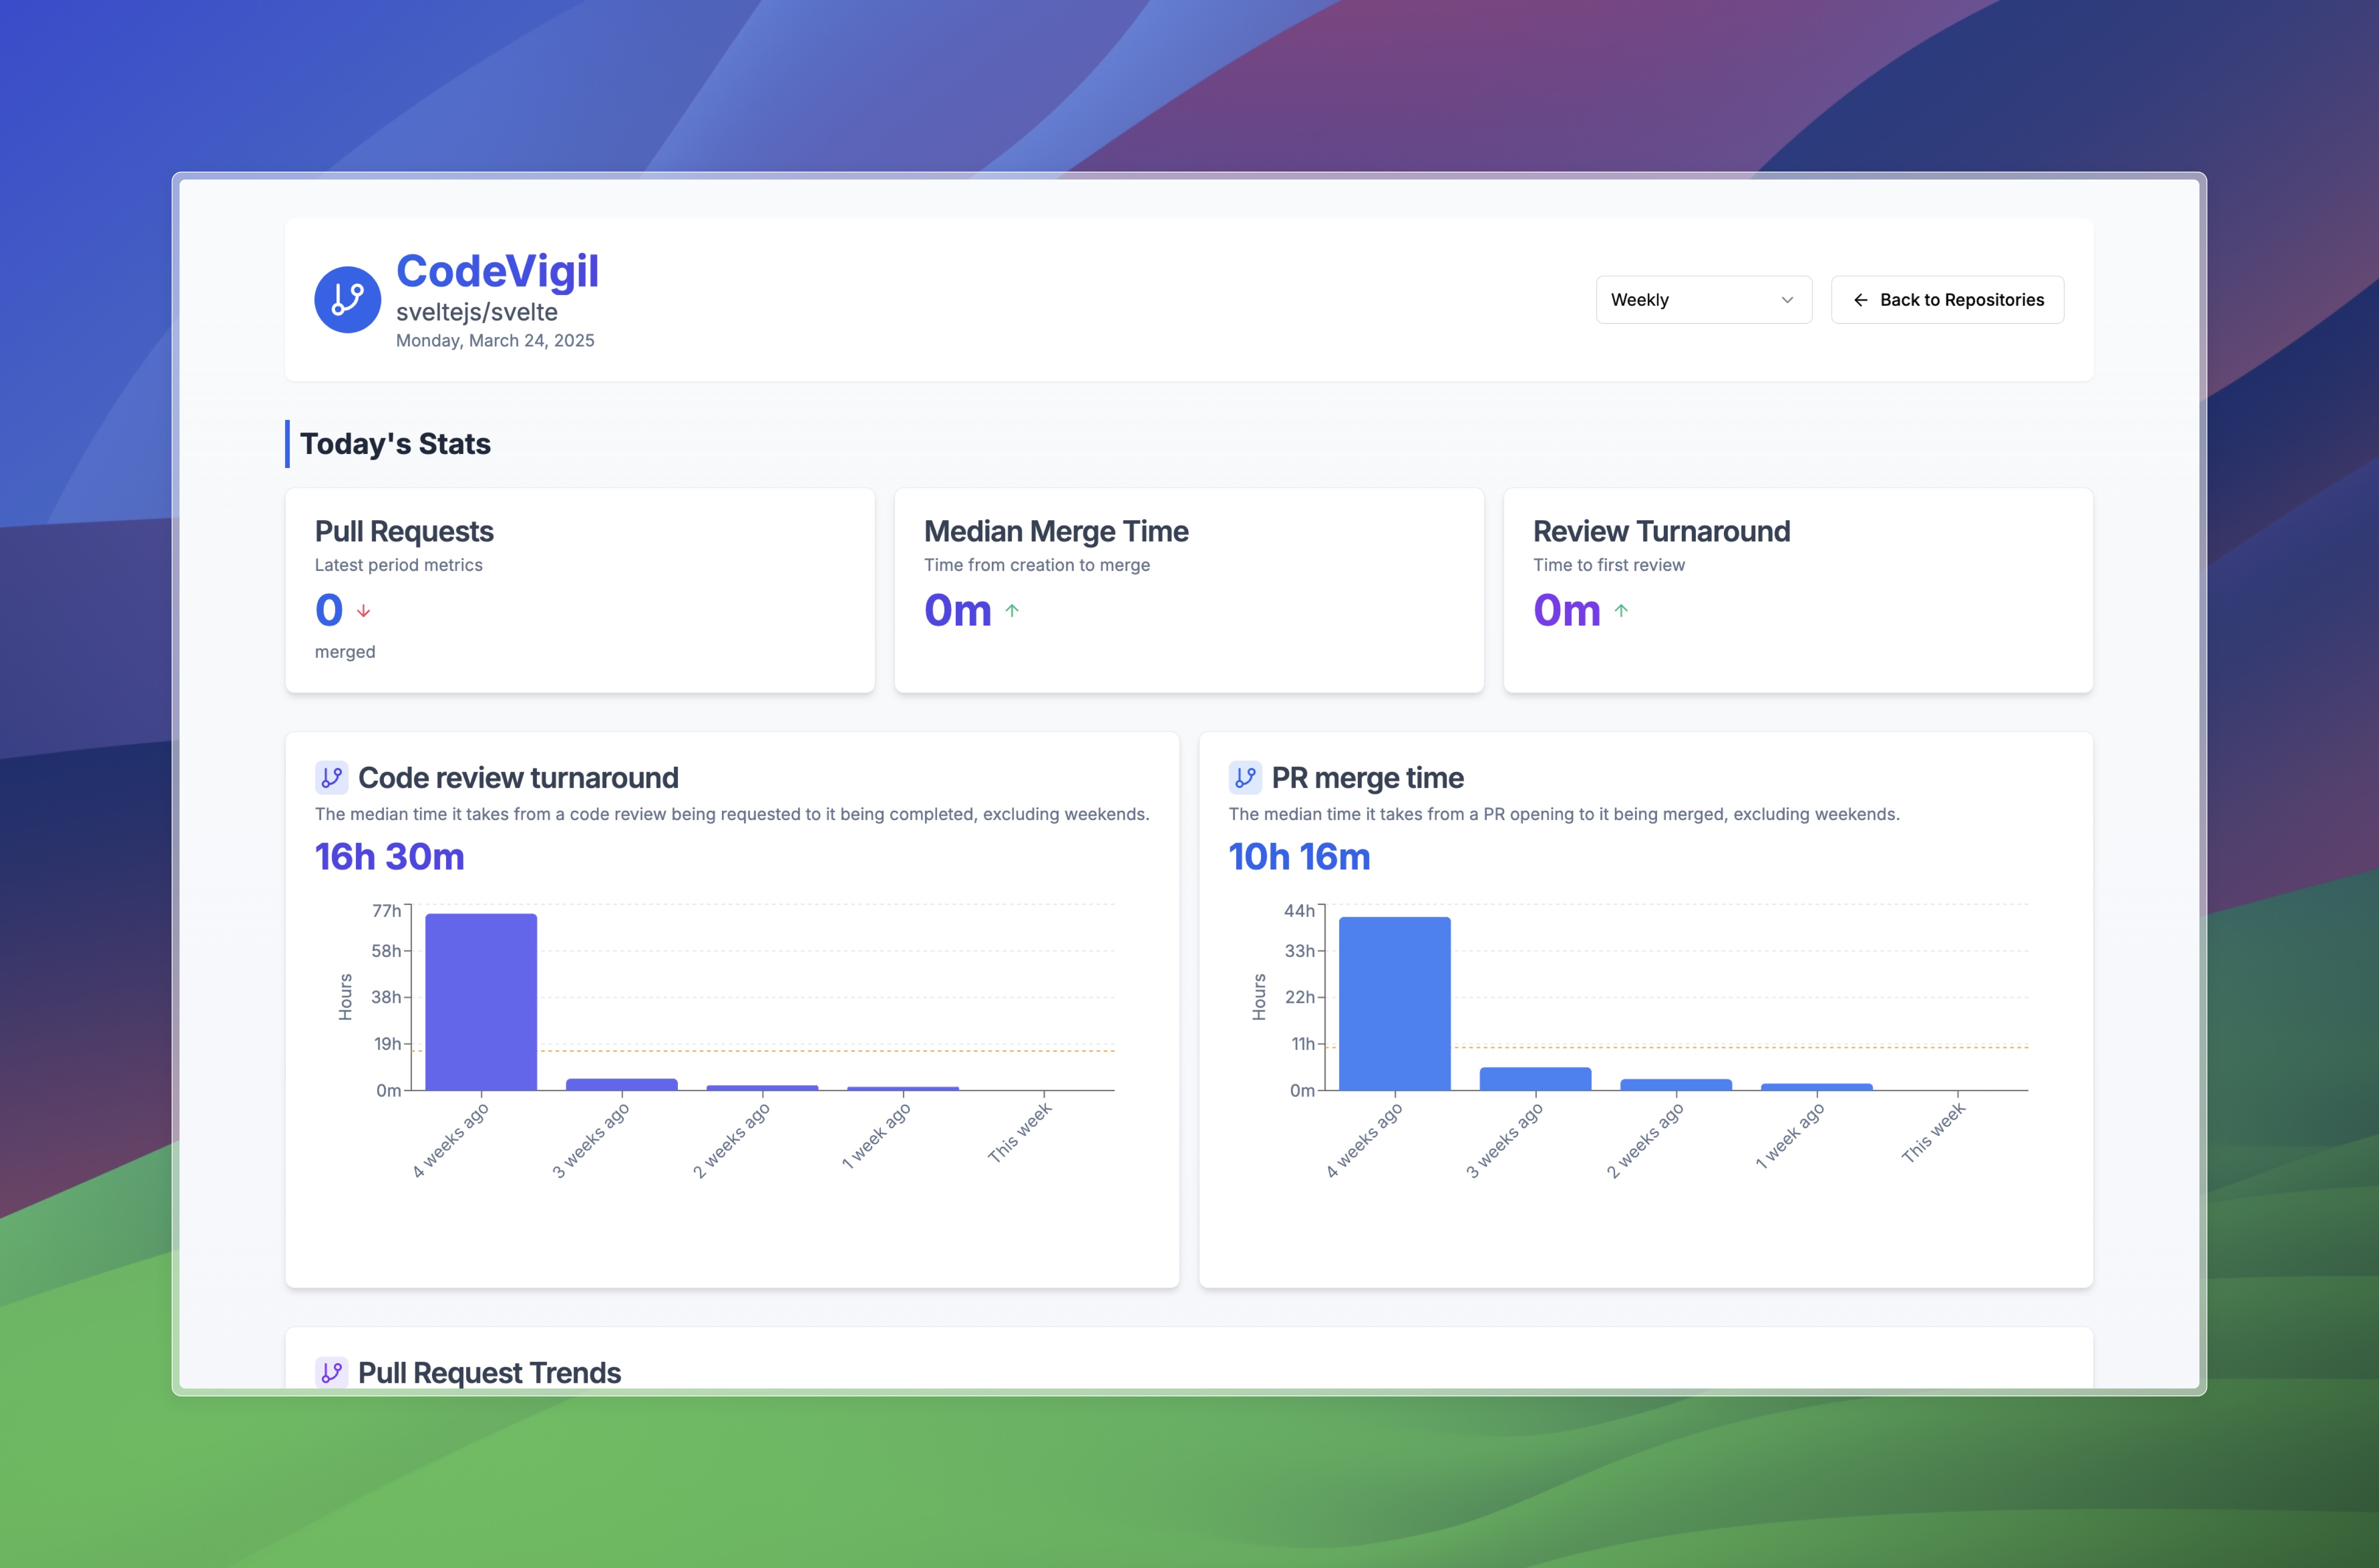 CodeVigil
sveltejs/svelte
Monday, March 24, 2025
Weekly
Back to Repositories
Today's Stats
Pull Requests
Latest period metrics
0
merged
Median Merge Time
Time from creation to merge
0m
Review Turnaround
Time to first review
0m
Code review turnaround
The median time it takes from a code review being requested to it being completed, excluding weekends.
16h 30m
77h
58h
38h
19h
0m
Hours
4 weeks ago
3 weeks ago
2 weeks ago
1 week ago
This week
PR merge time
The median time it takes from a PR opening to it being merged, excluding weekends.
10h 16m
44h
33h
22h
11h
0m
Hours
4 weeks ago
3 weeks ago
2 weeks ago
1 week ago
This week
Pull Request Trends